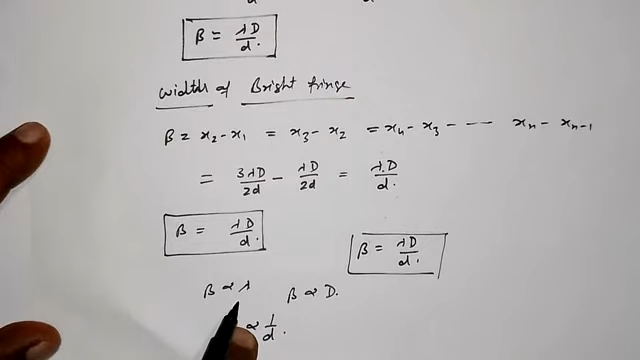 β = λD/d.
Width of Bright fringe
β = x₂ - x₁ = x₃ - x₂ = x₄ - x₃ - - - - xₙ - xₙ₋₁
= 3λD/2d - λD/2d = λD/d.
β = λD/d.
β = λD/d.
β ∝ λ β ∝ D.
∝ 1/d.